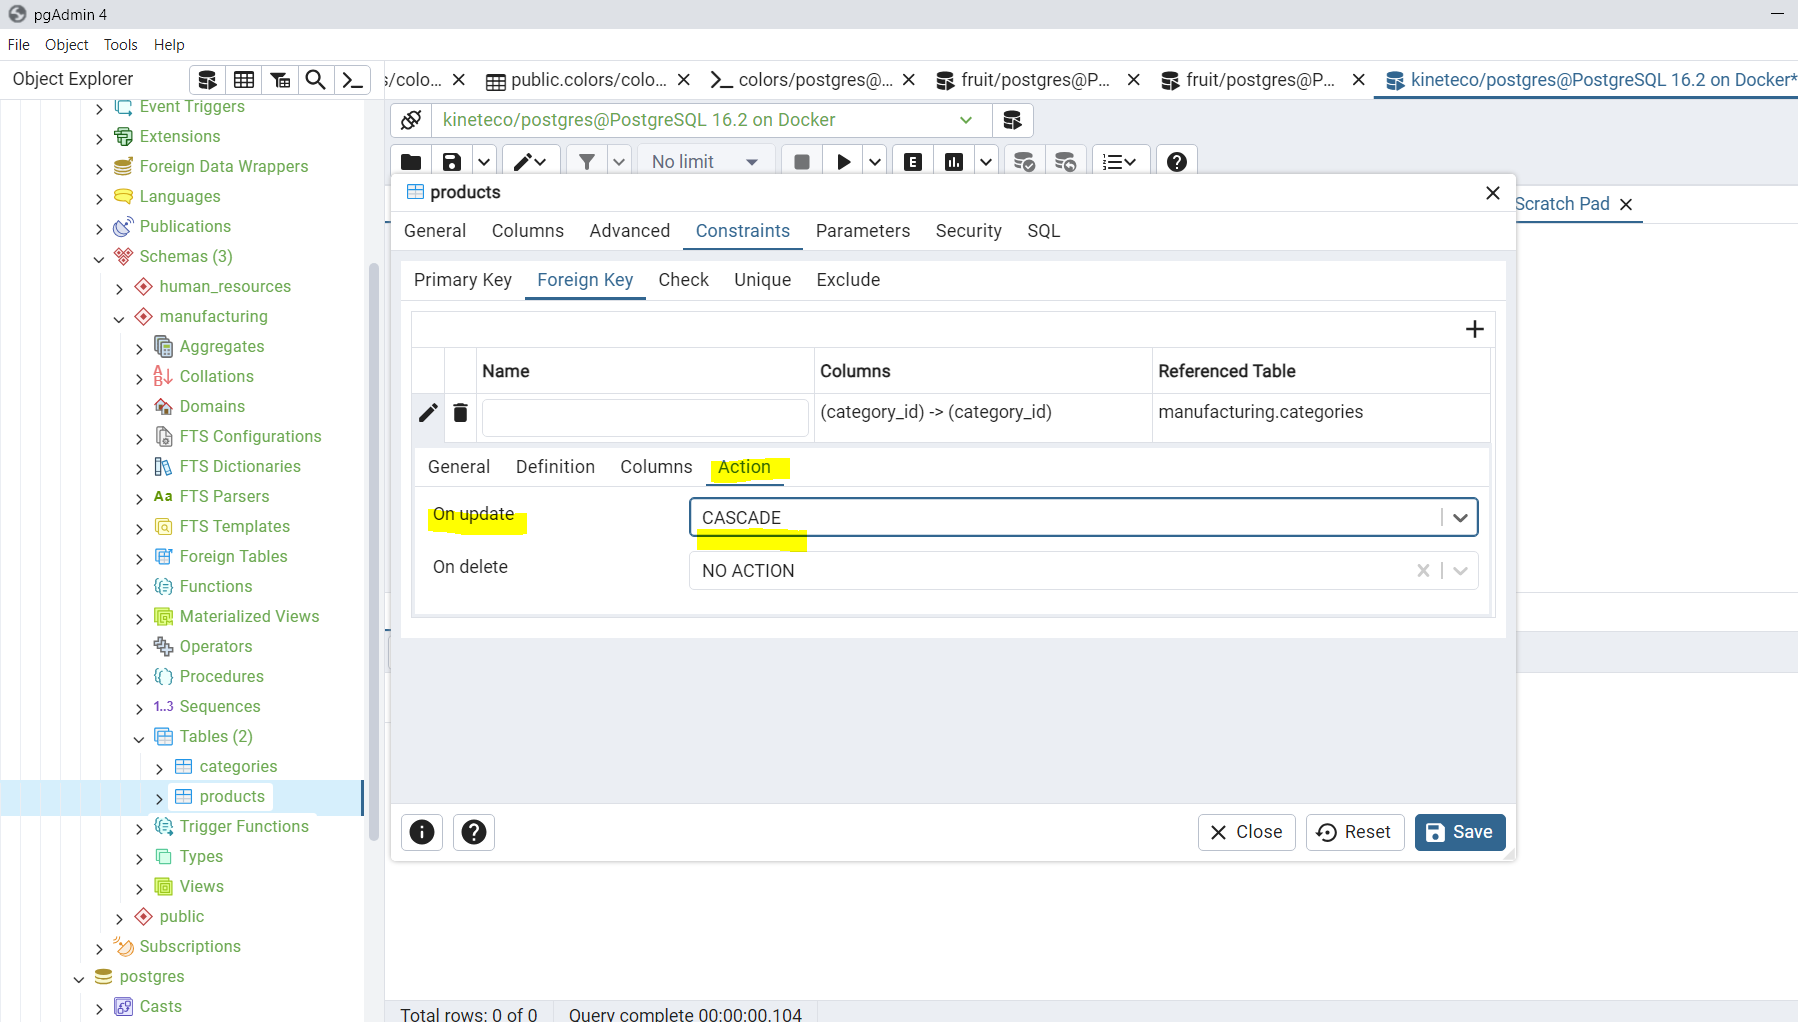 pgAdmin 4
File Object Tools Help
Object Explorer
s/colo...
public.colors/colo...
colors/postgres@...
fruit/postgres@P...
fruit/postgres@P...
kineteco/postgres@PostgreSQL 16.2 on Docker*
kineteco/postgres@PostgreSQL 16.2 on Docker
No limit
E
Scratch Pad
Event Triggers
Extensions
Foreign Data Wrappers
Languages
Publications
Schemas (3)
human_resources
manufacturing
Aggregates
Collations
Domains
FTS Configurations
FTS Dictionaries
Aa FTS Parsers
FTS Templates
Foreign Tables
Functions
Materialized Views
Operators
Procedures
1..3 Sequences
Tables (2)
categories
products
Trigger Functions
Types
Views
public
Subscriptions
postgres
Casts
products
General Columns Advanced Constraints Parameters Security SQL
Primary Key Foreign Key Check Unique Exclude
Name Columns Referenced Table
(category_id) -> (category_id) manufacturing.categories
General Definition Columns Action
On update CASCADE
On delete NO ACTION
Close Reset Save
Total rows: 0 of 0 Query complete 00:00:00.104